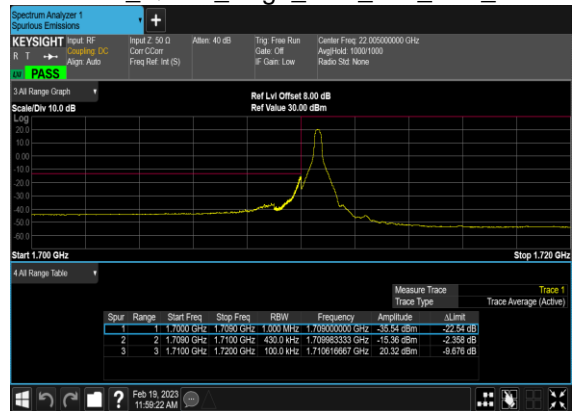 Spectrum Analyzer 1
Spurious Emissions
KEYSIGHT Input: RF Input Z: 50 Ω Atten: 40 dB Trig: Free Run Center Freq: 22.005000000 GHz
R T Coupling: DC Corr CCorr Gate: Off Avg|Hold: 1000/1000
Align: Auto Freq Ref: Int (S) IF Gain: Low Radio Std: None
PASS
3 All Range Graph
Ref Lvl Offset 8.00 dB
Scale/Div 10.0 dB Ref Value 30.00 dBm
Log
20.0
10.0
0.00
-10.0
-20.0
-30.0
-40.0
-50.0
-60.0
Start 1.700 GHz Stop 1.720 GHz
4 All Range Table
Measure Trace Trace 1
Trace Type Trace Average (Active)
Spur Range Start Freq Stop Freq RBW Frequency Amplitude ΔLimit
1 1 1.7000 GHz 1.7090 GHz 1.000 MHz 1.709000000 GHz -35.54 dBm -22.54 dB
2 2 1.7090 GHz 1.7100 GHz 430.0 kHz 1.709983333 GHz -15.36 dBm -2.358 dB
3 3 1.7100 GHz 1.7200 GHz 100.0 kHz 1.710616667 GHz 20.32 dBm -9.676 dB
? Feb 19, 2023
11:59:22 AM